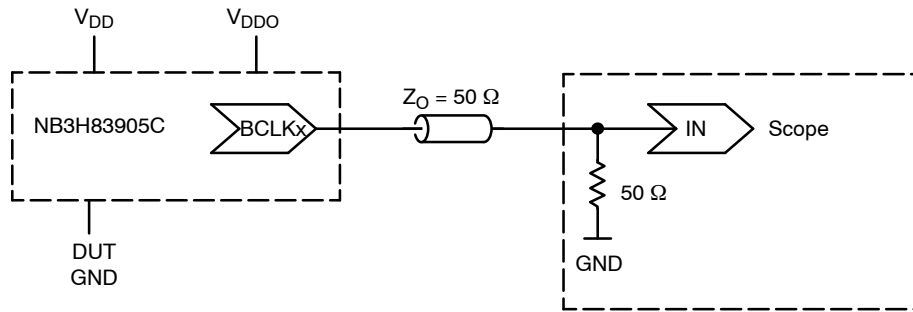 V_DD
V_DDO
NB3H83905C
BCLKx
Z_O = 50 Ω
IN
Scope
50 Ω
GND
DUT
GND